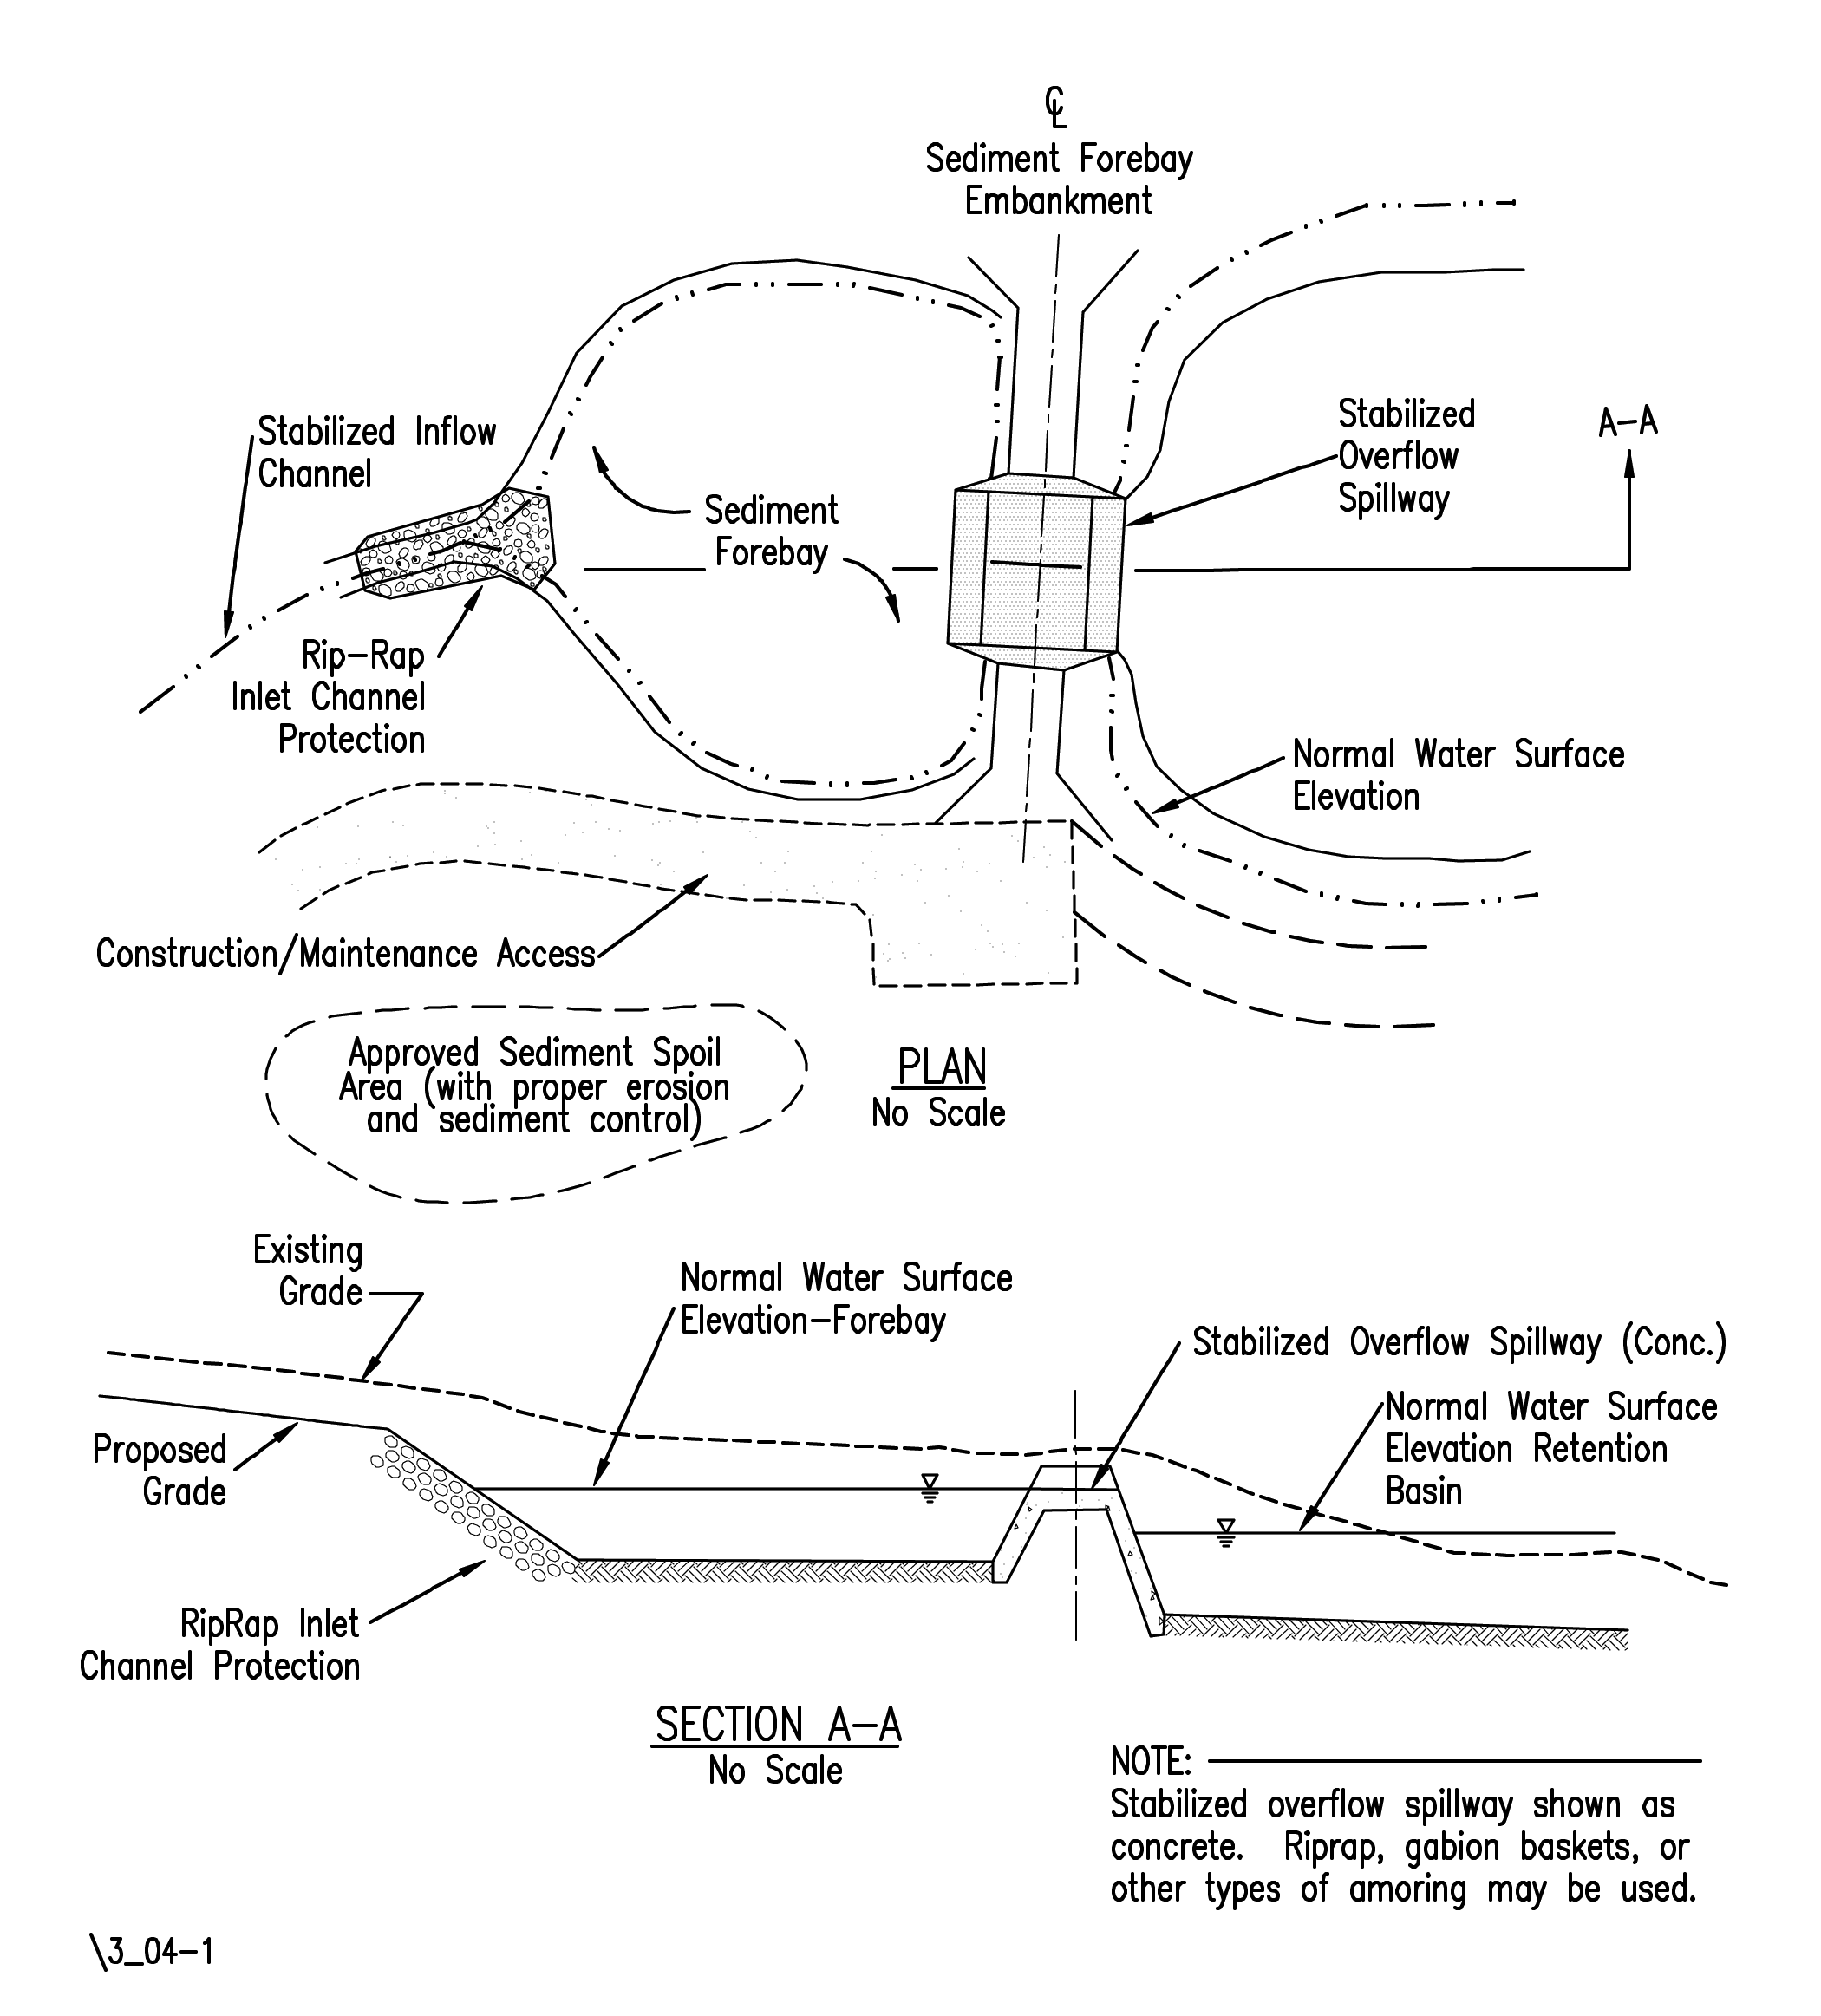 ℄
Sediment Forebay
Embankment
Stabilized Inflow
Channel
Stabilized
Overflow
Spillway
A-A
Sediment
Forebay
Rip-Rap
Inlet Channel
Protection
Normal Water Surface
Elevation
Construction/Maintenance Access
Approved Sediment Spoil
Area (with proper erosion
and sediment control)
PLAN
No Scale
Existing
Grade
Normal Water Surface
Elevation-Forebay
Stabilized Overflow Spillway (Conc.)
Normal Water Surface
Elevation Retention
Basin
Proposed
Grade
RipRap Inlet
Channel Protection
SECTION A-A
No Scale
NOTE:
Stabilized overflow spillway shown as
concrete. Riprap, gabion baskets, or
other types of amoring may be used.
\3_04-1